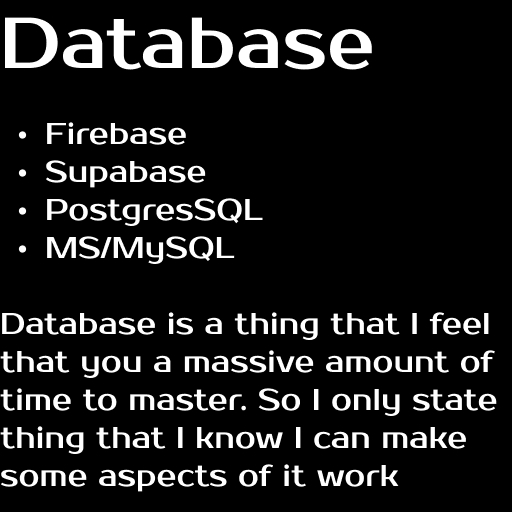 Database
• Firebase
• Supabase
• PostgresSQL
• MS/MySQL
Database is a thing that I feel
that you a massive amount of
time to master. So I only state
thing that I know I can make
some aspects of it work